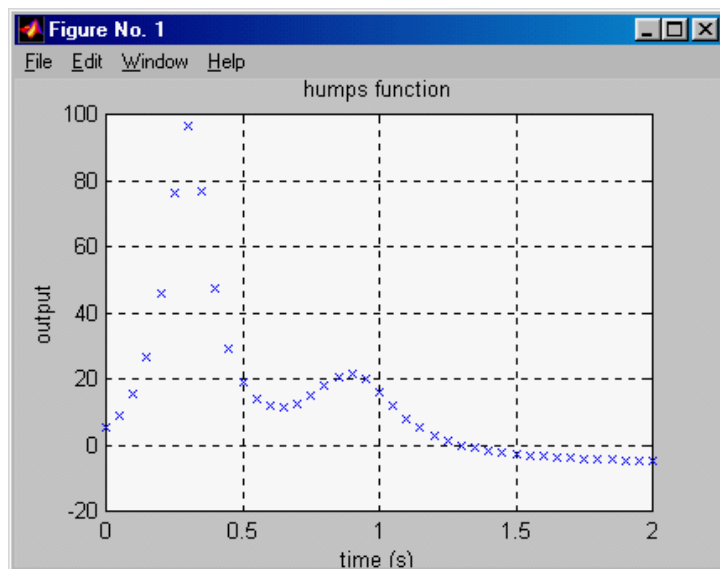 Figure No. 1
File Edit Window Help
humps function
100
80
60
40
20
0
-20
output
0 0.5 1 1.5 2
time (s)